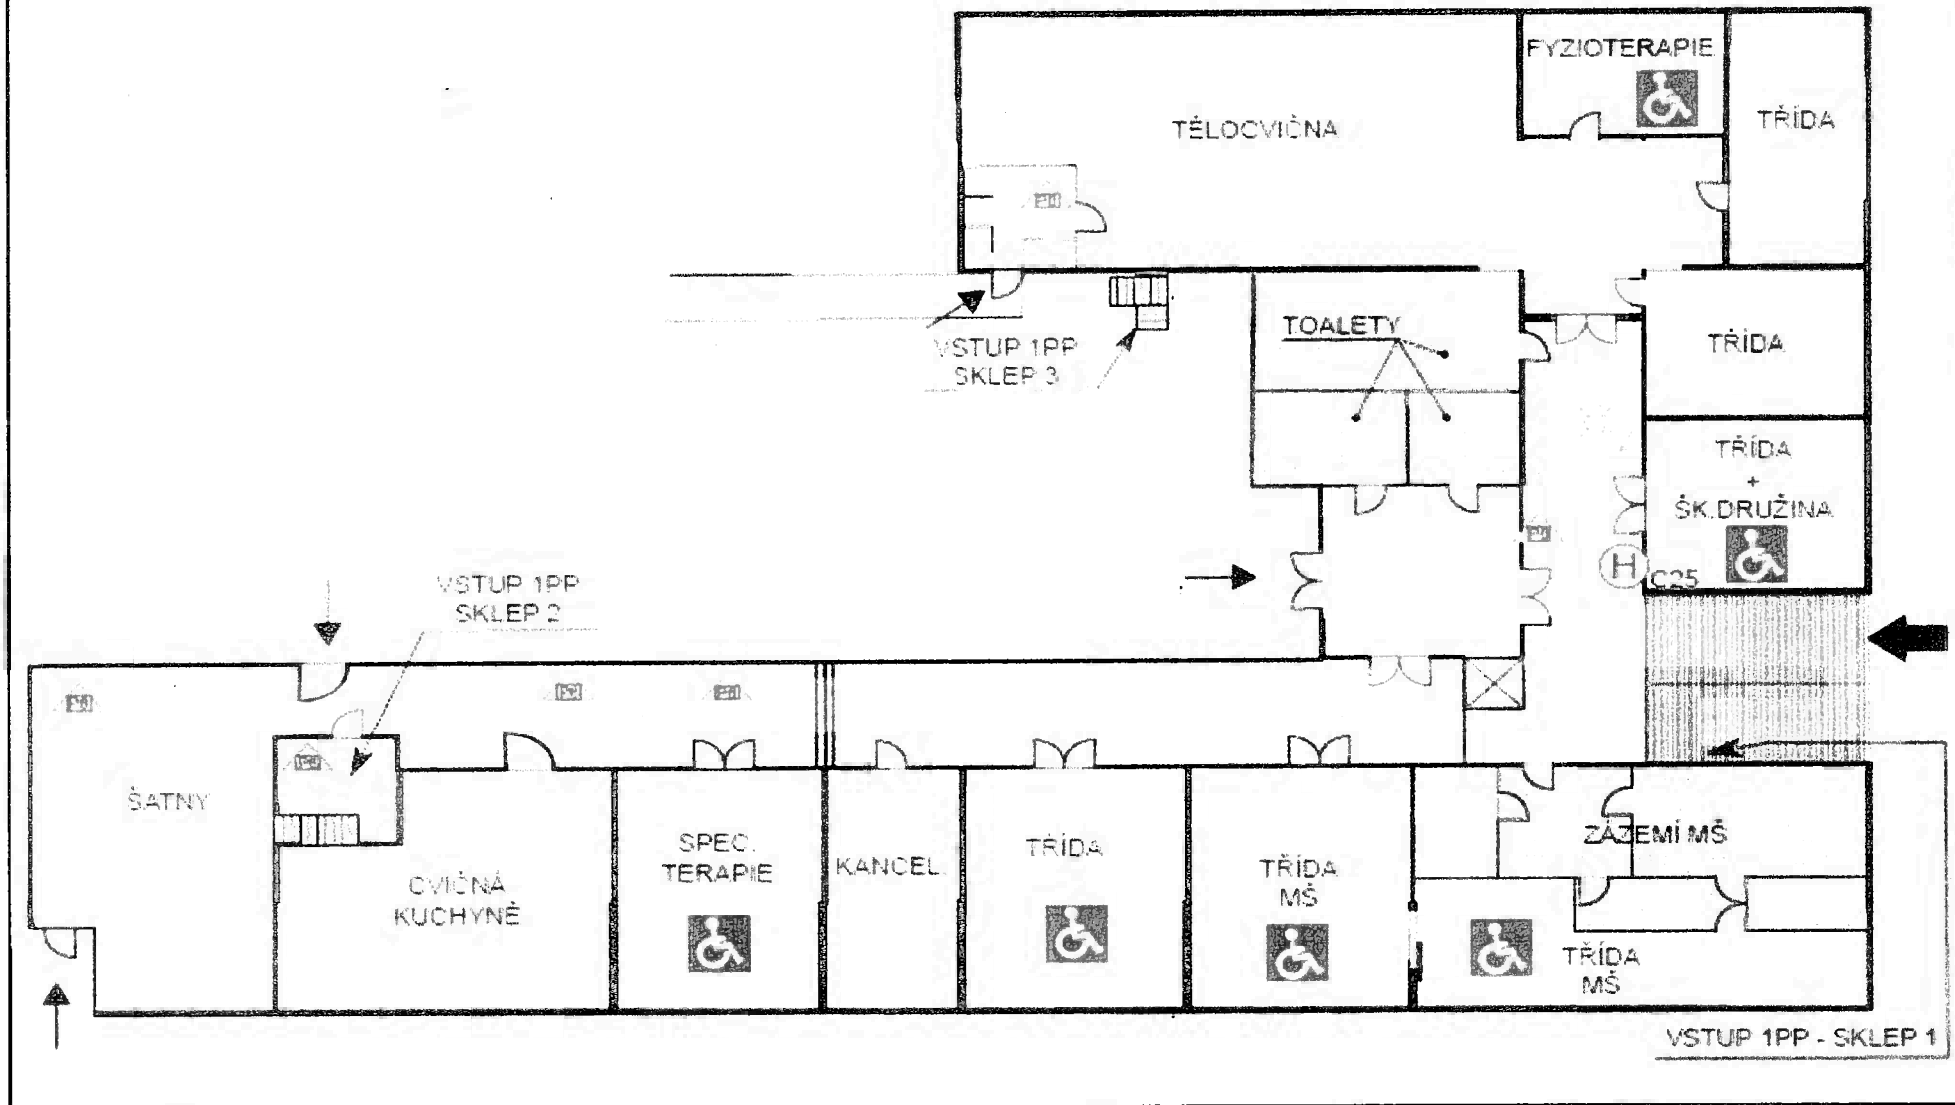 FYZIOTERAPIE
TĚLOCVIČNA
TŘÍDA
TOALETY
TŘÍDA
VSTUP 1PP
SKLEP 3
TŘÍDA
+
ŠK.DRUŽINA
H
C25
VSTUP 1PP
SKLEP 2
ŠATNY
CVIČNÁ
KUCHYNĚ
SPEC.
TERAPIE
KANCEL.
TŘÍDA
TŘÍDA
MŠ
ZÁZEMÍ MŠ
TŘÍDA
MŠ
VSTUP 1PP - SKLEP 1